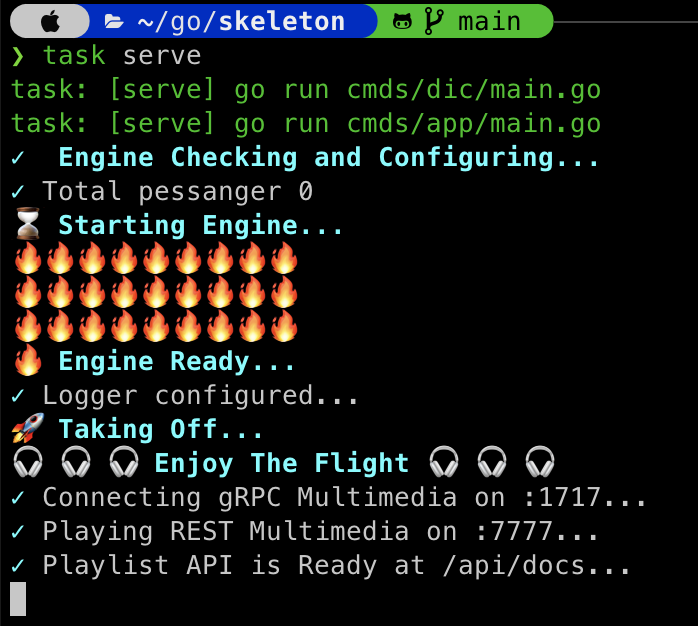 ~/go/skeleton main
❯ task serve
task: [serve] go run cmds/dic/main.go
task: [serve] go run cmds/app/main.go
✓  Engine Checking and Configuring...
✓ Total pessanger 0
⏳ Starting Engine...
🔥🔥🔥🔥🔥🔥🔥🔥🔥
🔥🔥🔥🔥🔥🔥🔥🔥🔥
🔥🔥🔥🔥🔥🔥🔥🔥🔥
🔥 Engine Ready...
✓ Logger configured...
🚀 Taking Off...
🎧 🎧 🎧 Enjoy The Flight 🎧 🎧 🎧
✓ Connecting gRPC Multimedia on :1717...
✓ Playing REST Multimedia on :7777...
✓ Playlist API is Ready at /api/docs...